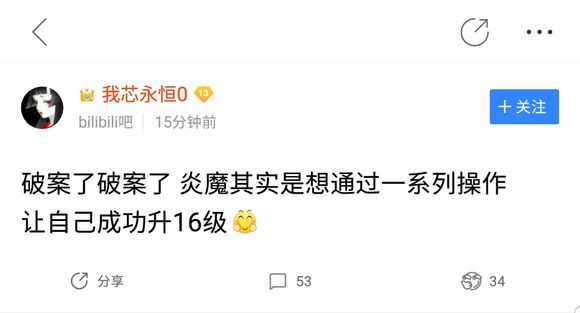 我芯永恒0 13
bilibili吧 15分钟前
+ 关注
破案了破案了 炎魔其实是想通过一系列操作
让自己成功升16级
分享 53 34